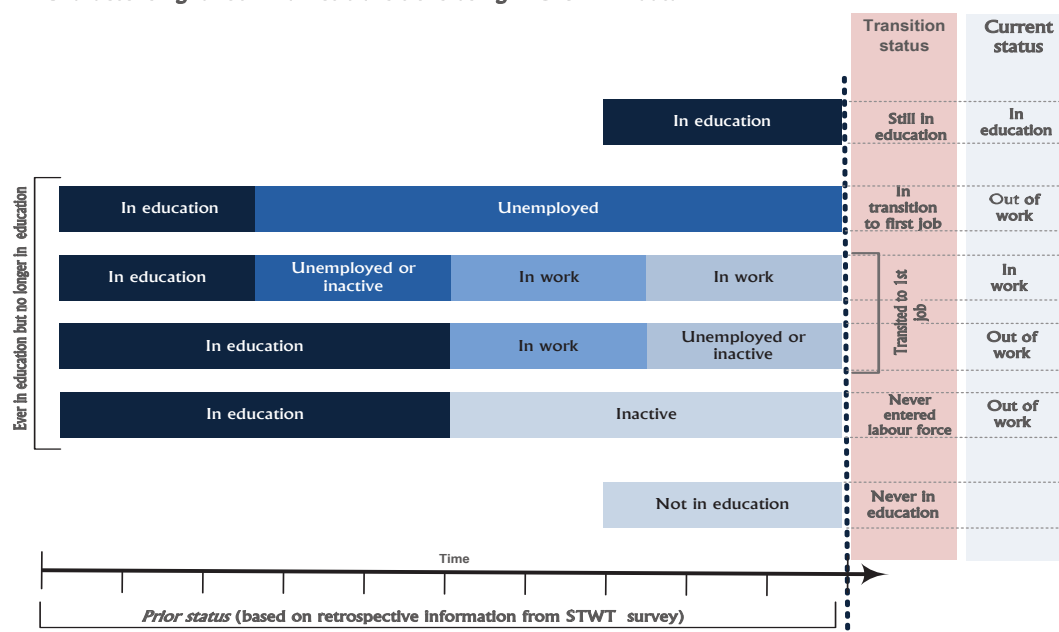 Transition
status
Current
status
In education
Still in
education
In
education
Ever in education but no longer in education
In education
Unemployed
In
transition
to first job
Out of
work
In education
Unemployed or
inactive
In work
In work
Transited to 1st
job
In
work
In education
In work
Unemployed or
inactive
Out of
work
In education
Inactive
Never
entered
labour force
Out of
work
Not in education
Never in
education
Time
Prior status (based on retrospective information from STWT survey)